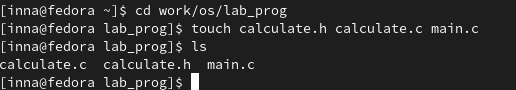 [inna@fedora ~]$ cd work/os/lab_prog
[inna@fedora lab_prog]$ touch calculate.h calculate.c main.c
[inna@fedora lab_prog]$ ls
calculate.c  calculate.h  main.c
[inna@fedora lab_prog]$